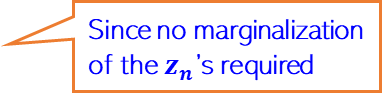 Since no marginalization
of the zₙ's required